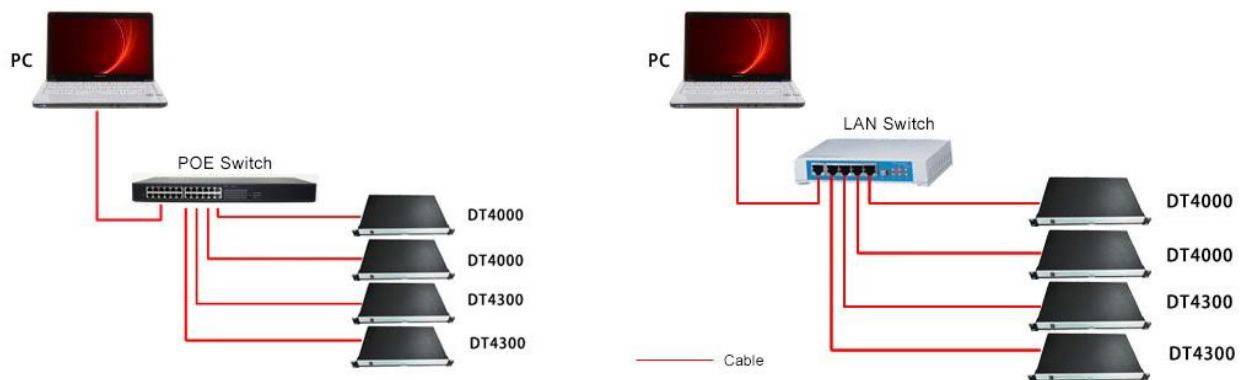 PC
POE Switch
DT4000
DT4000
DT4300
DT4300
PC
LAN Switch
DT4000
DT4000
DT4300
DT4300
Cable